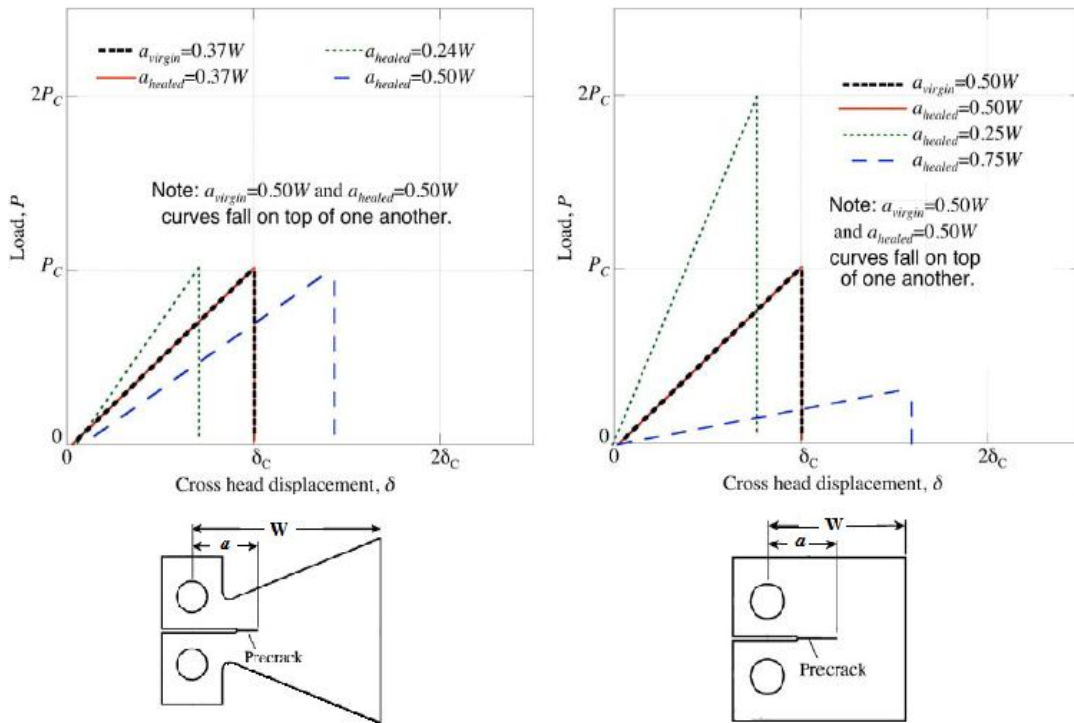 a_virgin=0.37W
a_healed=0.24W
a_healed=0.37W
a_healed=0.50W
2P_C
Note: a_virgin=0.50W and a_healed=0.50W
curves fall on top of one another.
Load, P
P_C
0
0
δ_C
2δ_C
Cross head displacement, δ
W
a
Precrack
a_virgin=0.50W
a_healed=0.50W
a_healed=0.25W
a_healed=0.75W
2P_C
Note: a_virgin=0.50W
and a_healed=0.50W
curves fall on top
of one another.
Load, P
P_C
0
0
δ_C
2δ_C
Cross head displacement, δ
W
a
Precrack